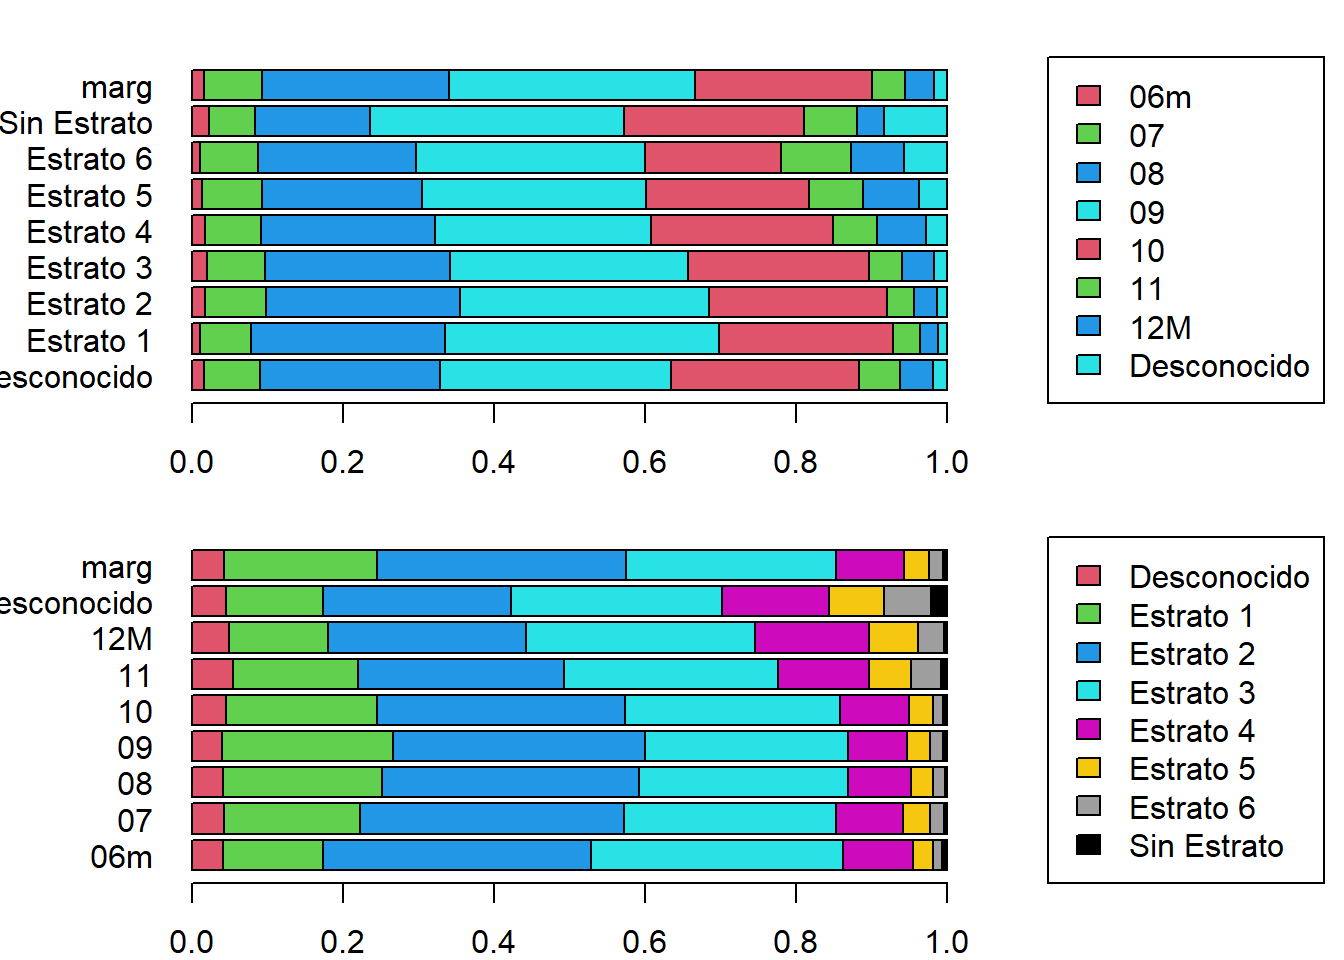 marg
Sin Estrato
Estrato 6
Estrato 5
Estrato 4
Estrato 3
Estrato 2
Estrato 1
esconocido
0.0 0.2 0.4 0.6 0.8 1.0
06m
07
08
09
10
11
12M
Desconocido
marg
esconocido
12M
11
10
09
08
07
06m
0.0 0.2 0.4 0.6 0.8 1.0
Desconocido
Estrato 1
Estrato 2
Estrato 3
Estrato 4
Estrato 5
Estrato 6
Sin Estrato